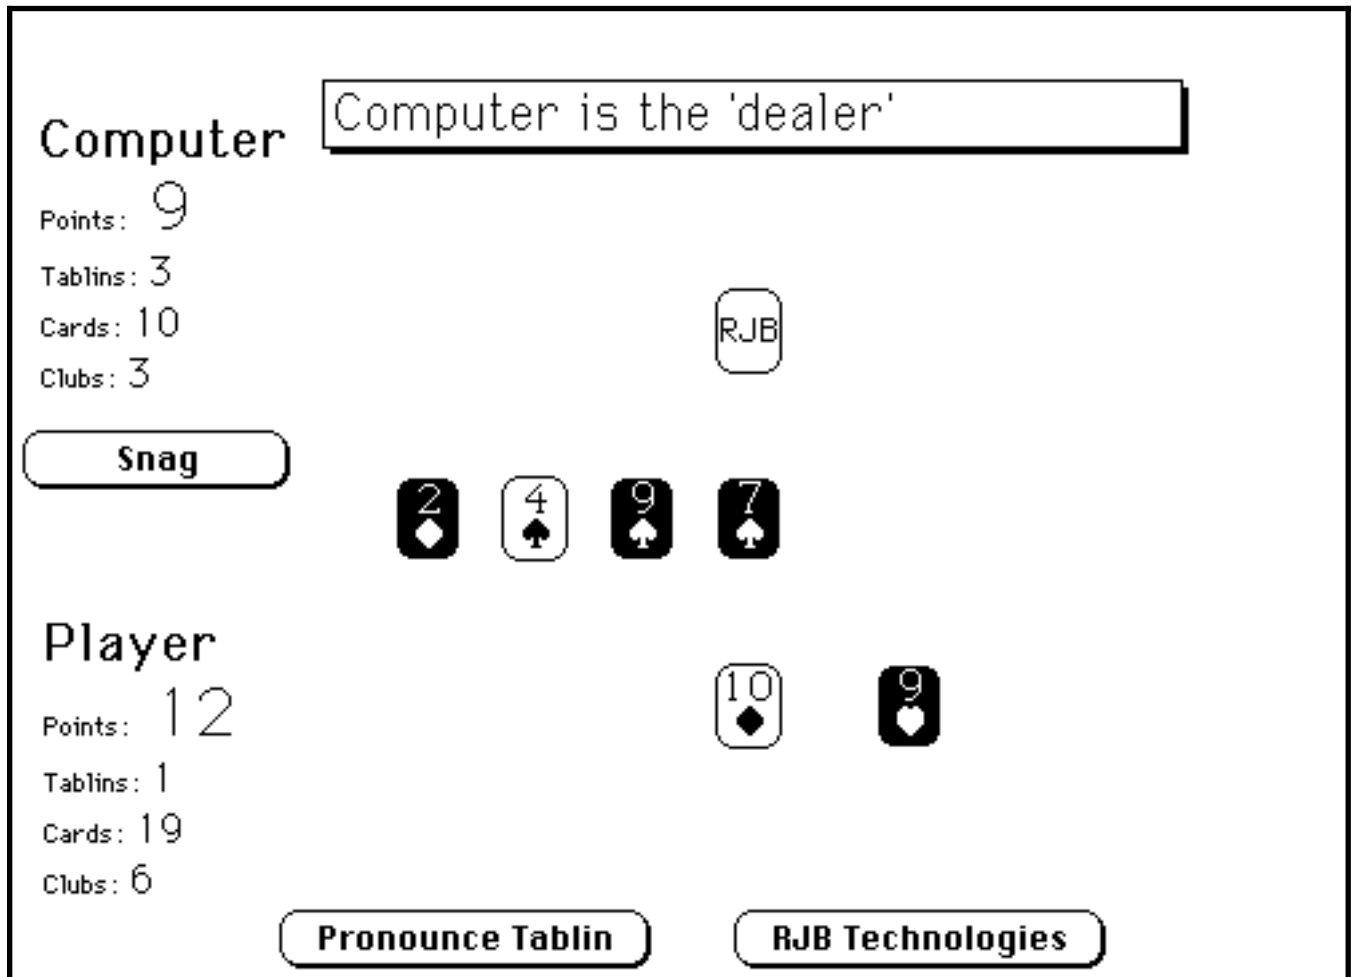 Computer is the 'dealer'
Computer
Points: 9
Tablins: 3
Cards: 10
Clubs: 3
RJB
Snag
2 4 9 7
Player
Points: 12
Tablins: 1
Cards: 19
Clubs: 6
10 9
Pronounce Tablin
RJB Technologies